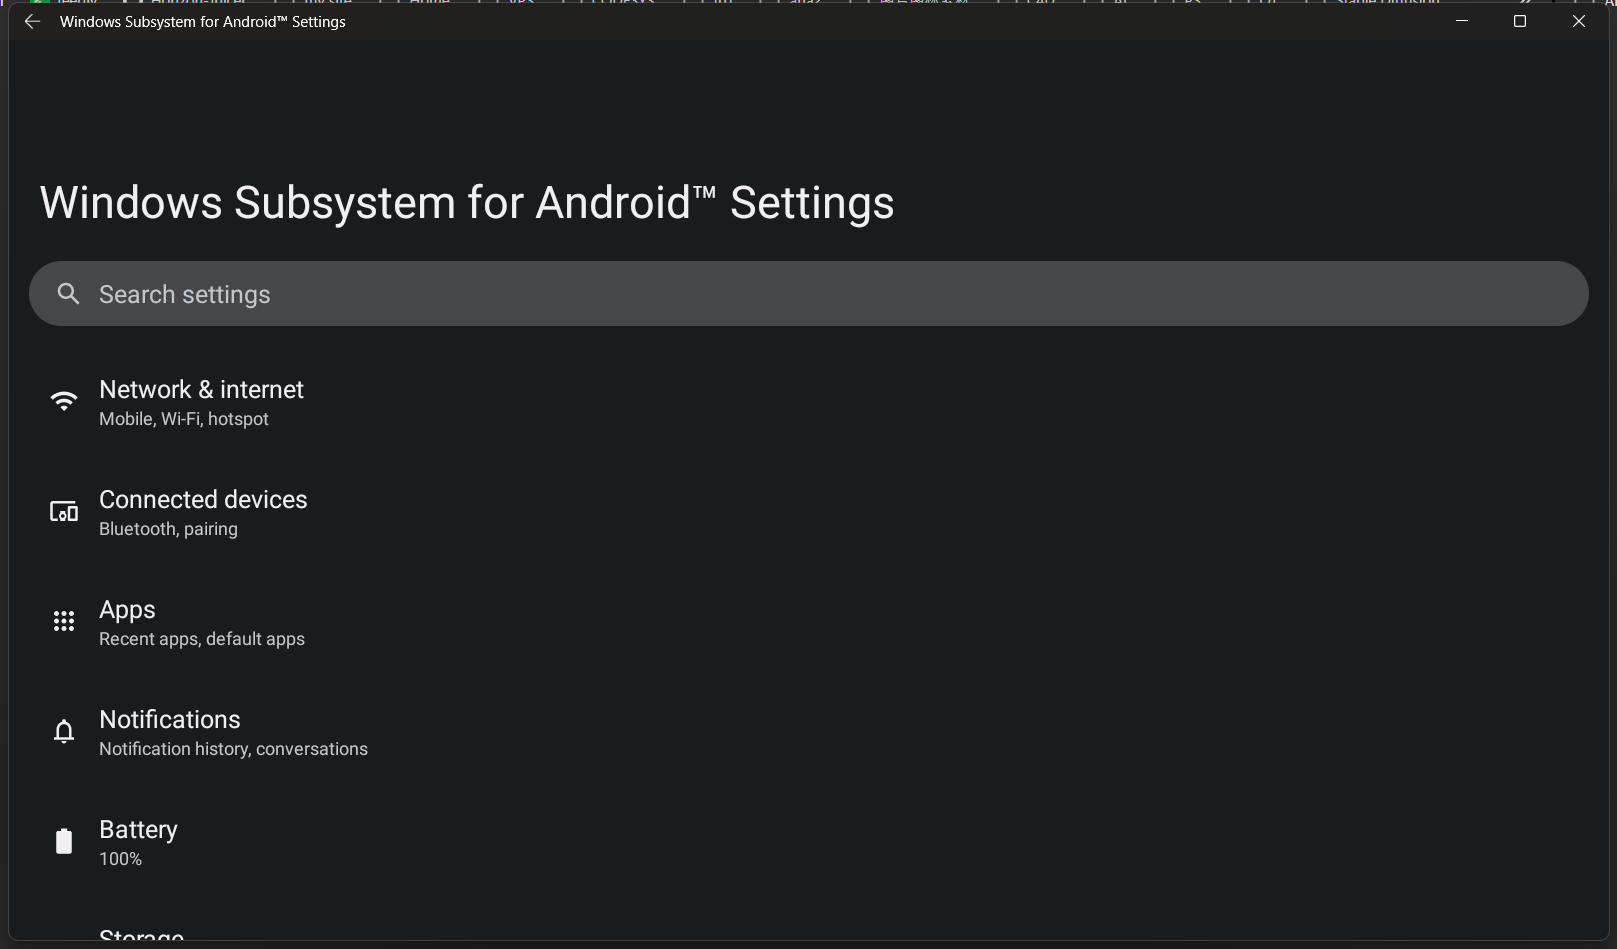 Windows Subsystem for Android™ Settings
Windows Subsystem for Android™ Settings
Search settings
Network & internet
Mobile, Wi-Fi, hotspot
Connected devices
Bluetooth, pairing
Apps
Recent apps, default apps
Notifications
Notification history, conversations
Battery
100%
Storage